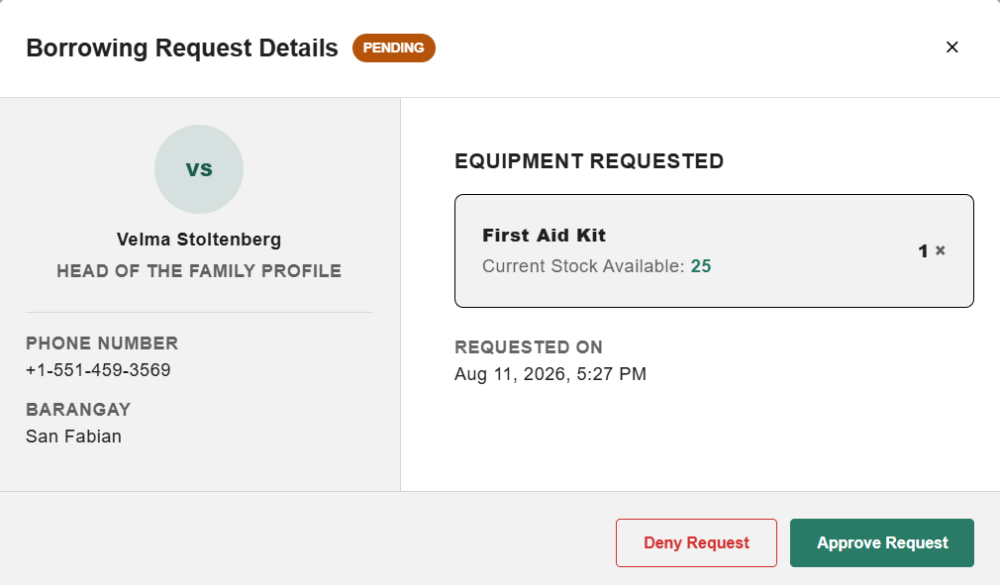 Borrowing Request Details PENDING ×
VS
Velma Stoltenberg
HEAD OF THE FAMILY PROFILE
PHONE NUMBER
+1-551-459-3569
BARANGAY
San Fabian
EQUIPMENT REQUESTED
First Aid Kit
Current Stock Available: 25
1 ×
REQUESTED ON
Aug 11, 2026, 5:27 PM
Deny Request
Approve Request